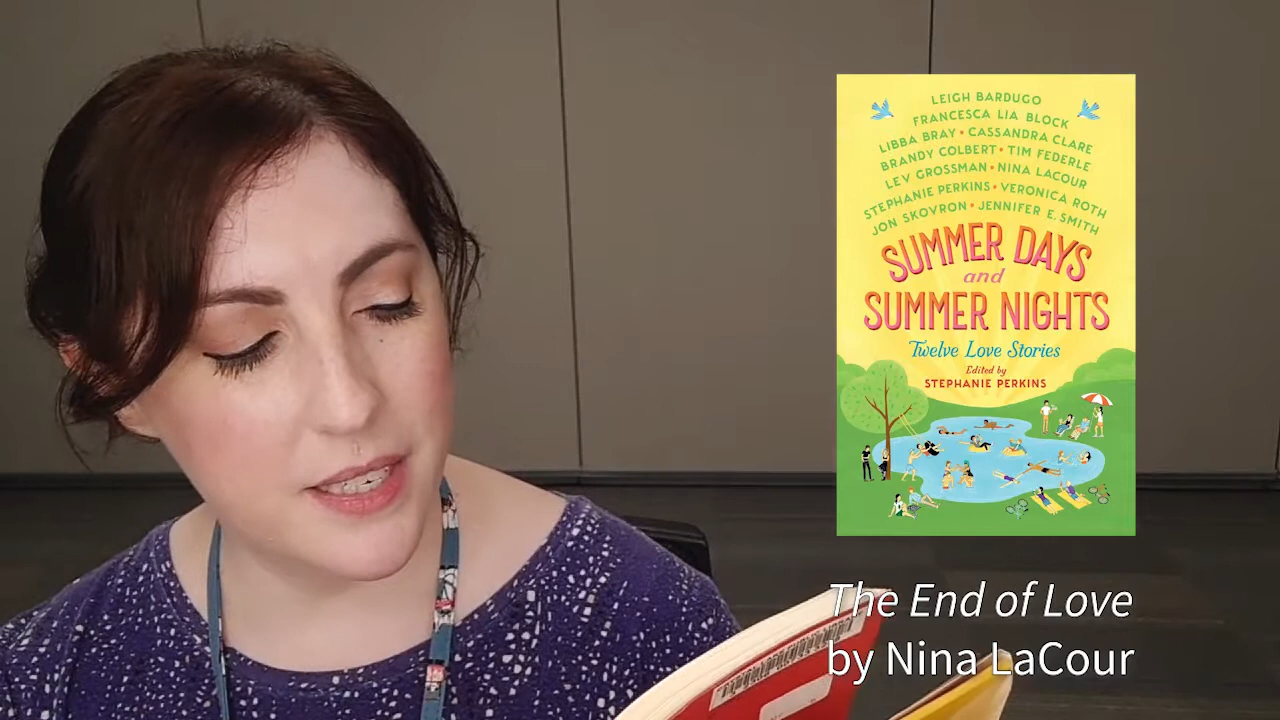 LEIGH BARDUGO
FRANCESCA LIA BLOCK
LIBBA BRAY • CASSANDRA CLARE
BRANDY COLBERT • TIM FEDERLE
LEV GROSSMAN • NINA LACOUR
STEPHANIE PERKINS • VERONICA ROTH
JON SKOVRON • JENNIFER E. SMITH
SUMMER DAYS
and
SUMMER NIGHTS
Twelve Love Stories
Edited by
STEPHANIE PERKINS
The End of Love
by Nina LaCour